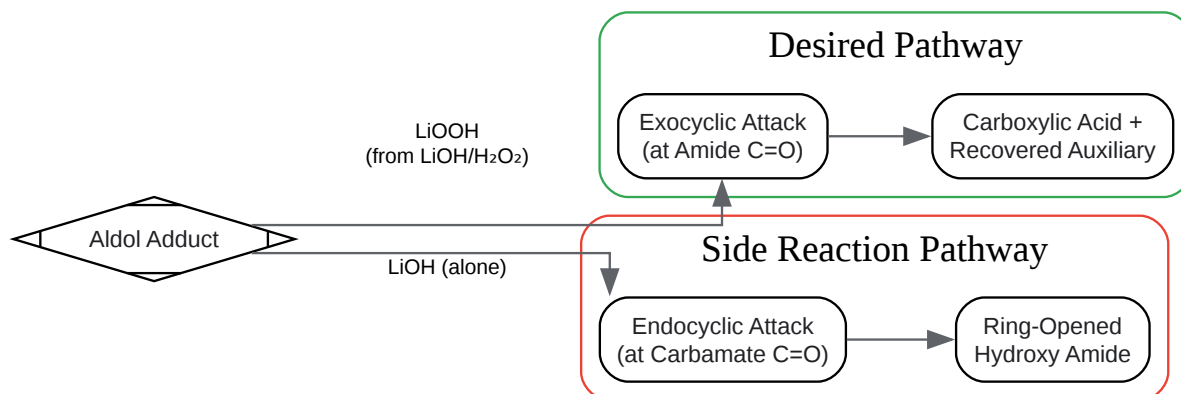 Desired Pathway
LiOOH
(from LiOH/H₂O₂)
Exocyclic Attack
(at Amide C=O)
Carboxylic Acid +
Recovered Auxiliary
Aldol Adduct
LiOH (alone)
Side Reaction Pathway
Endocyclic Attack
(at Carbamate C=O)
Ring-Opened
Hydroxy Amide